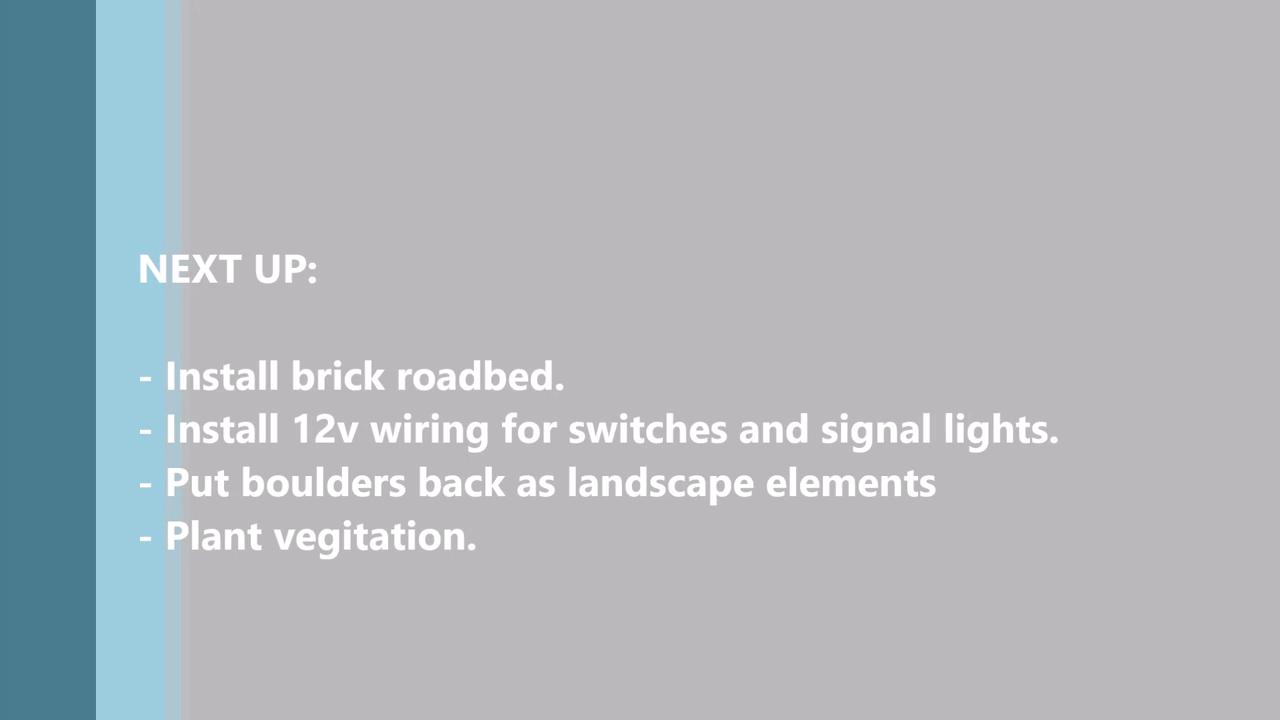 NEXT UP:
- Install brick roadbed.
- Install 12v wiring for switches and signal lights.
- Put boulders back as landscape elements
- Plant vegitation.